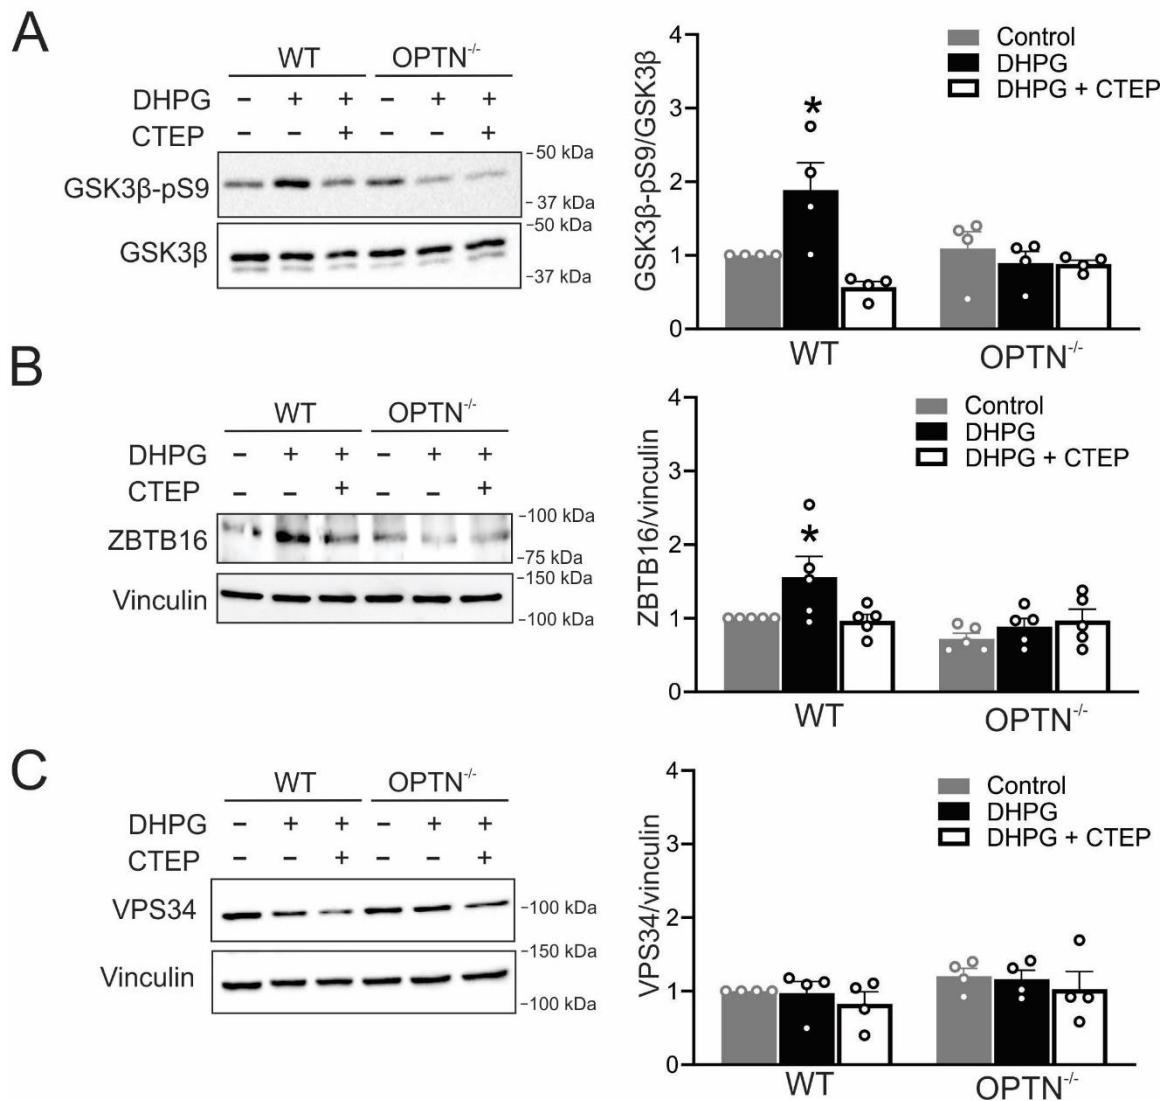 A
WT OPTN-/-
DHPG − + + − + +
CTEP − − + − − +
GSK3β-pS9
-50 kDa
-37 kDa
GSK3β
-50 kDa
-37 kDa
GSK3β-pS9/GSK3β
4
3
2
1
0
*
Control
DHPG
DHPG + CTEP
WT OPTN-/-
B
WT OPTN-/-
DHPG − + + − + +
CTEP − − + − − +
ZBTB16
-100 kDa
-75 kDa
Vinculin
-150 kDa
-100 kDa
ZBTB16/vinculin
4
3
2
1
0
*
Control
DHPG
DHPG + CTEP
WT OPTN-/-
C
WT OPTN-/-
DHPG − + + − + +
CTEP − − + − − +
VPS34
-100 kDa
Vinculin
-150 kDa
-100 kDa
VPS34/vinculin
4
3
2
1
0
Control
DHPG
DHPG + CTEP
WT OPTN-/-